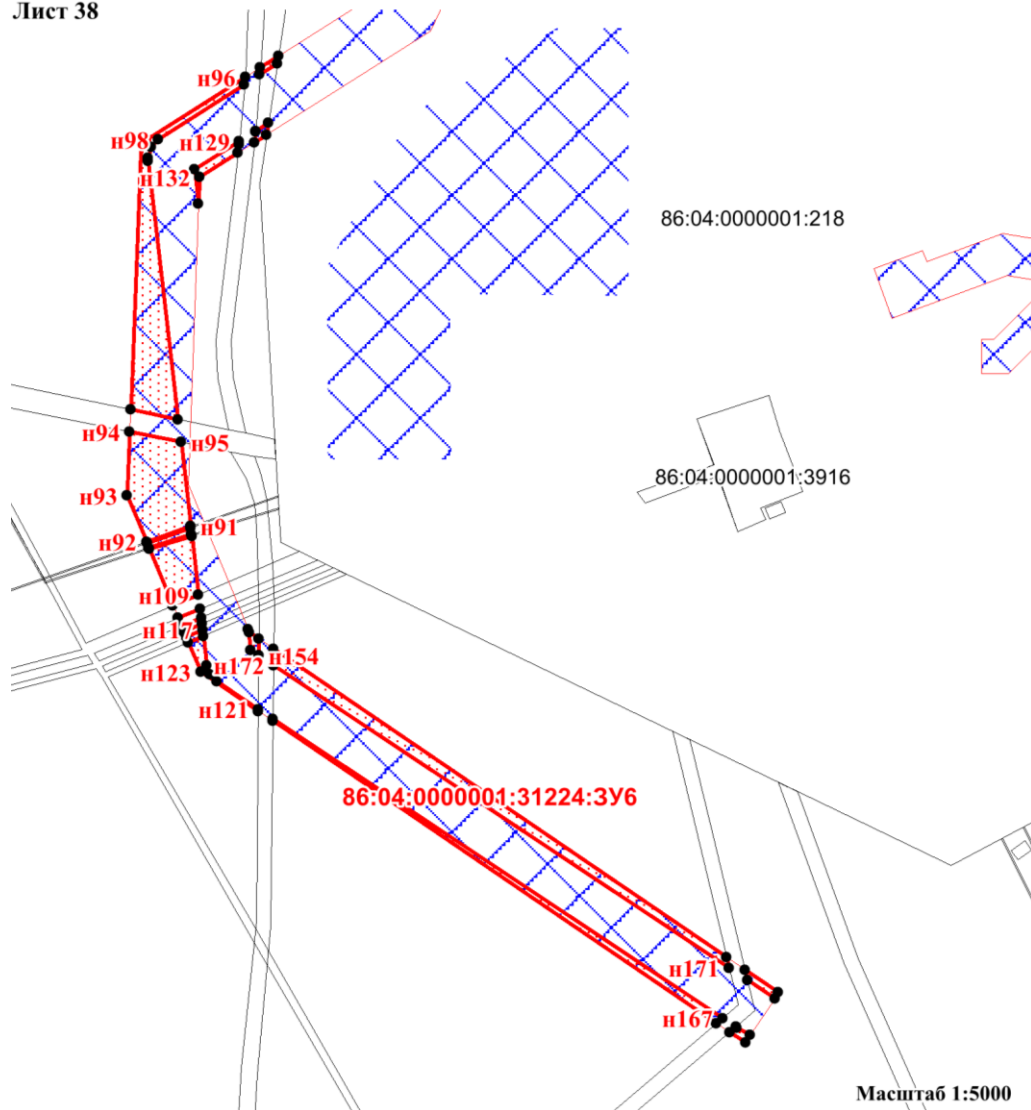 Лист 38
н96
н98
н129
н132
86:04:0000001:218
н94
н95
86:04:0000001:3916
н93
н91
н92
н109
н117
н154
н172
н123
н121
86:04:0000001:31224:ЗУ6
н171
н167
Масштаб 1:5000